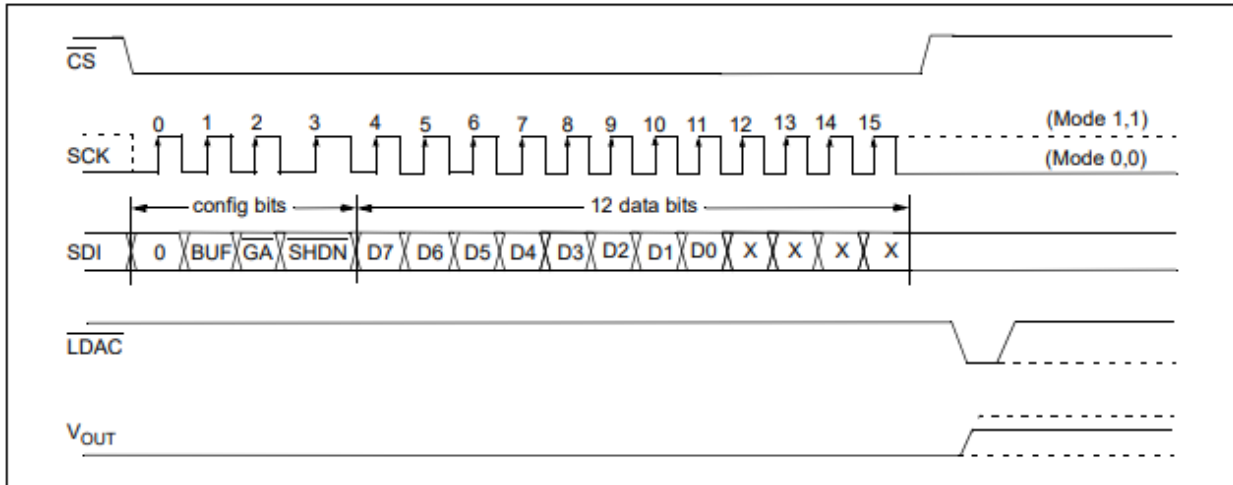 CS
0 1 2 3 4 5 6 7 8 9 10 11 12 13 14 15 (Mode 1,1)
SCK (Mode 0,0)
config bits 12 data bits
SDI 0 BUF GA SHDN D7 D6 D5 D4 D3 D2 D1 D0 X X X X
LDAC
VOUT